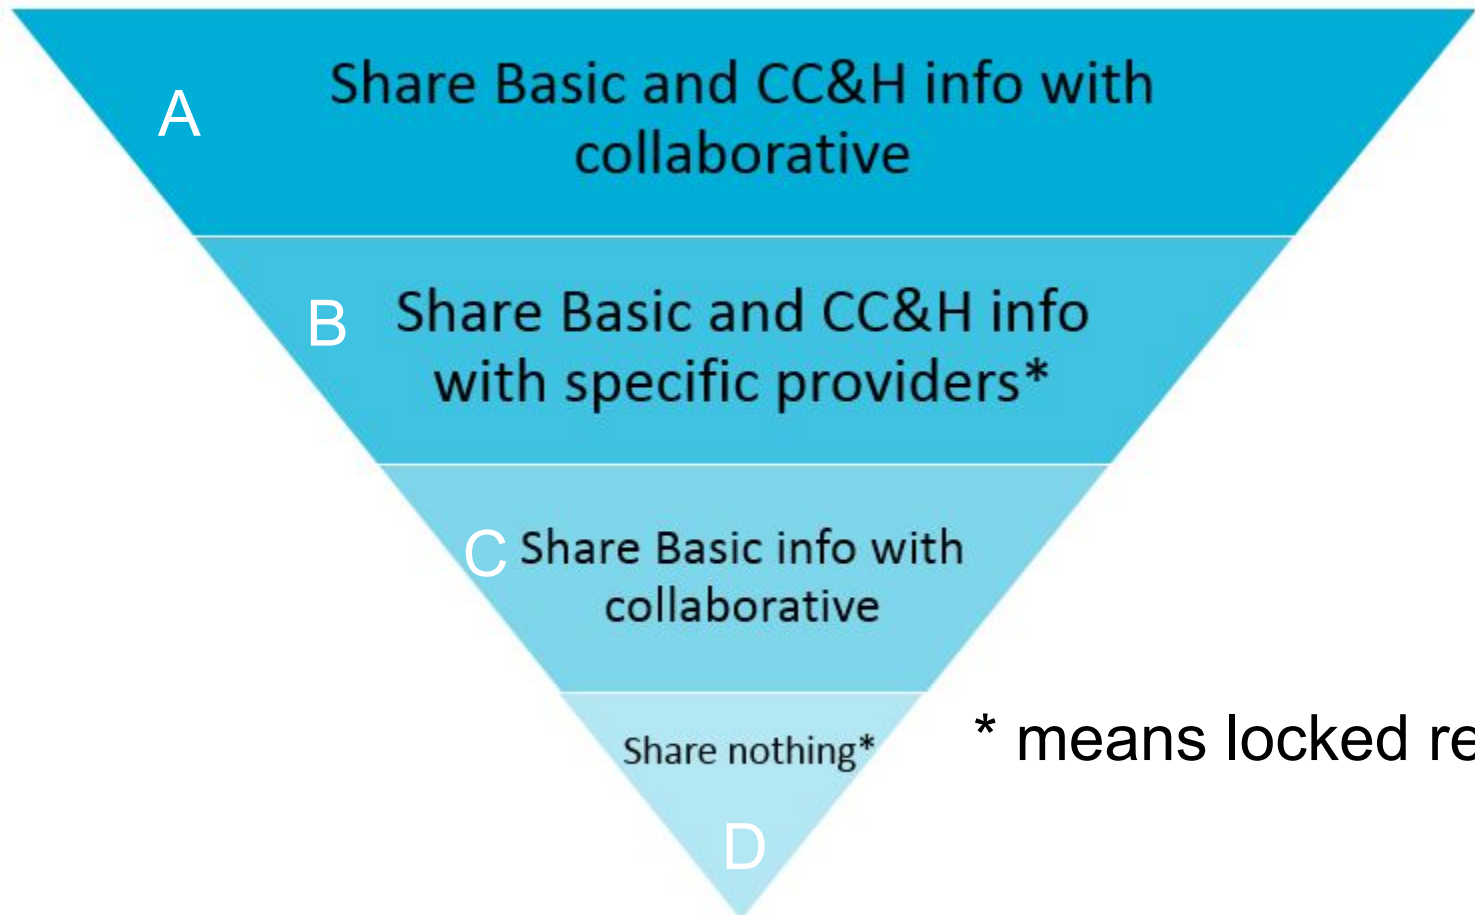 A
Share Basic and CC&H info with
collaborative
B
Share Basic and CC&H info
with specific providers*
C
Share Basic info with
collaborative
Share nothing*
* means locked
D